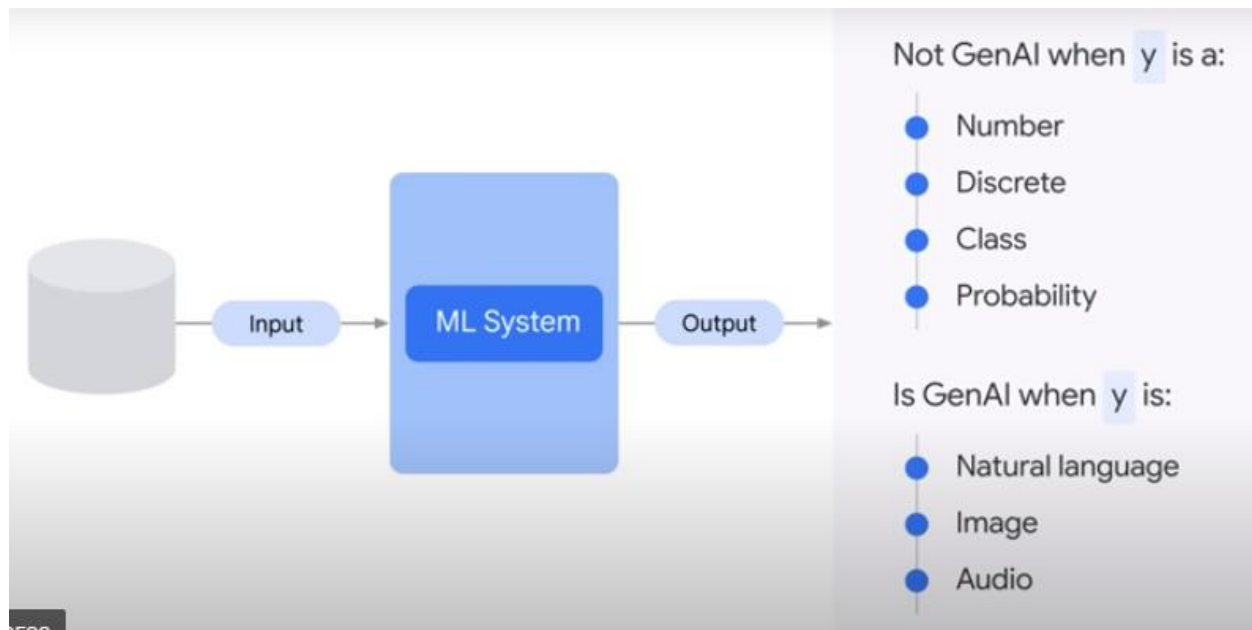 Input
ML System
Output
Not GenAI when y is a:
Number
Discrete
Class
Probability
Is GenAI when y is:
Natural language
Image
Audio